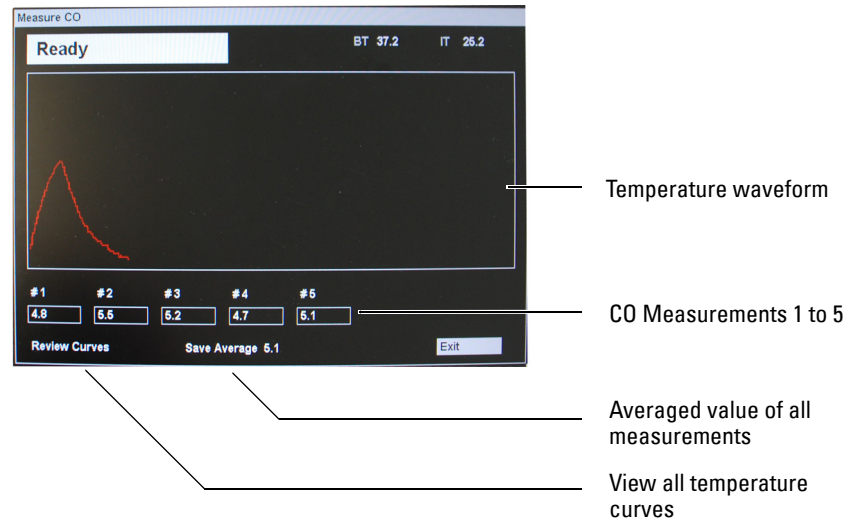 Measure CO
Ready
BT 37.2 IT 25.2
Temperature waveform
#1 #2 #3 #4 #5
4.8 5.5 5.2 4.7 5.1
CO Measurements 1 to 5
Review Curves Save Average 5.1 Exit
Averaged value of all
measurements
View all temperature
curves